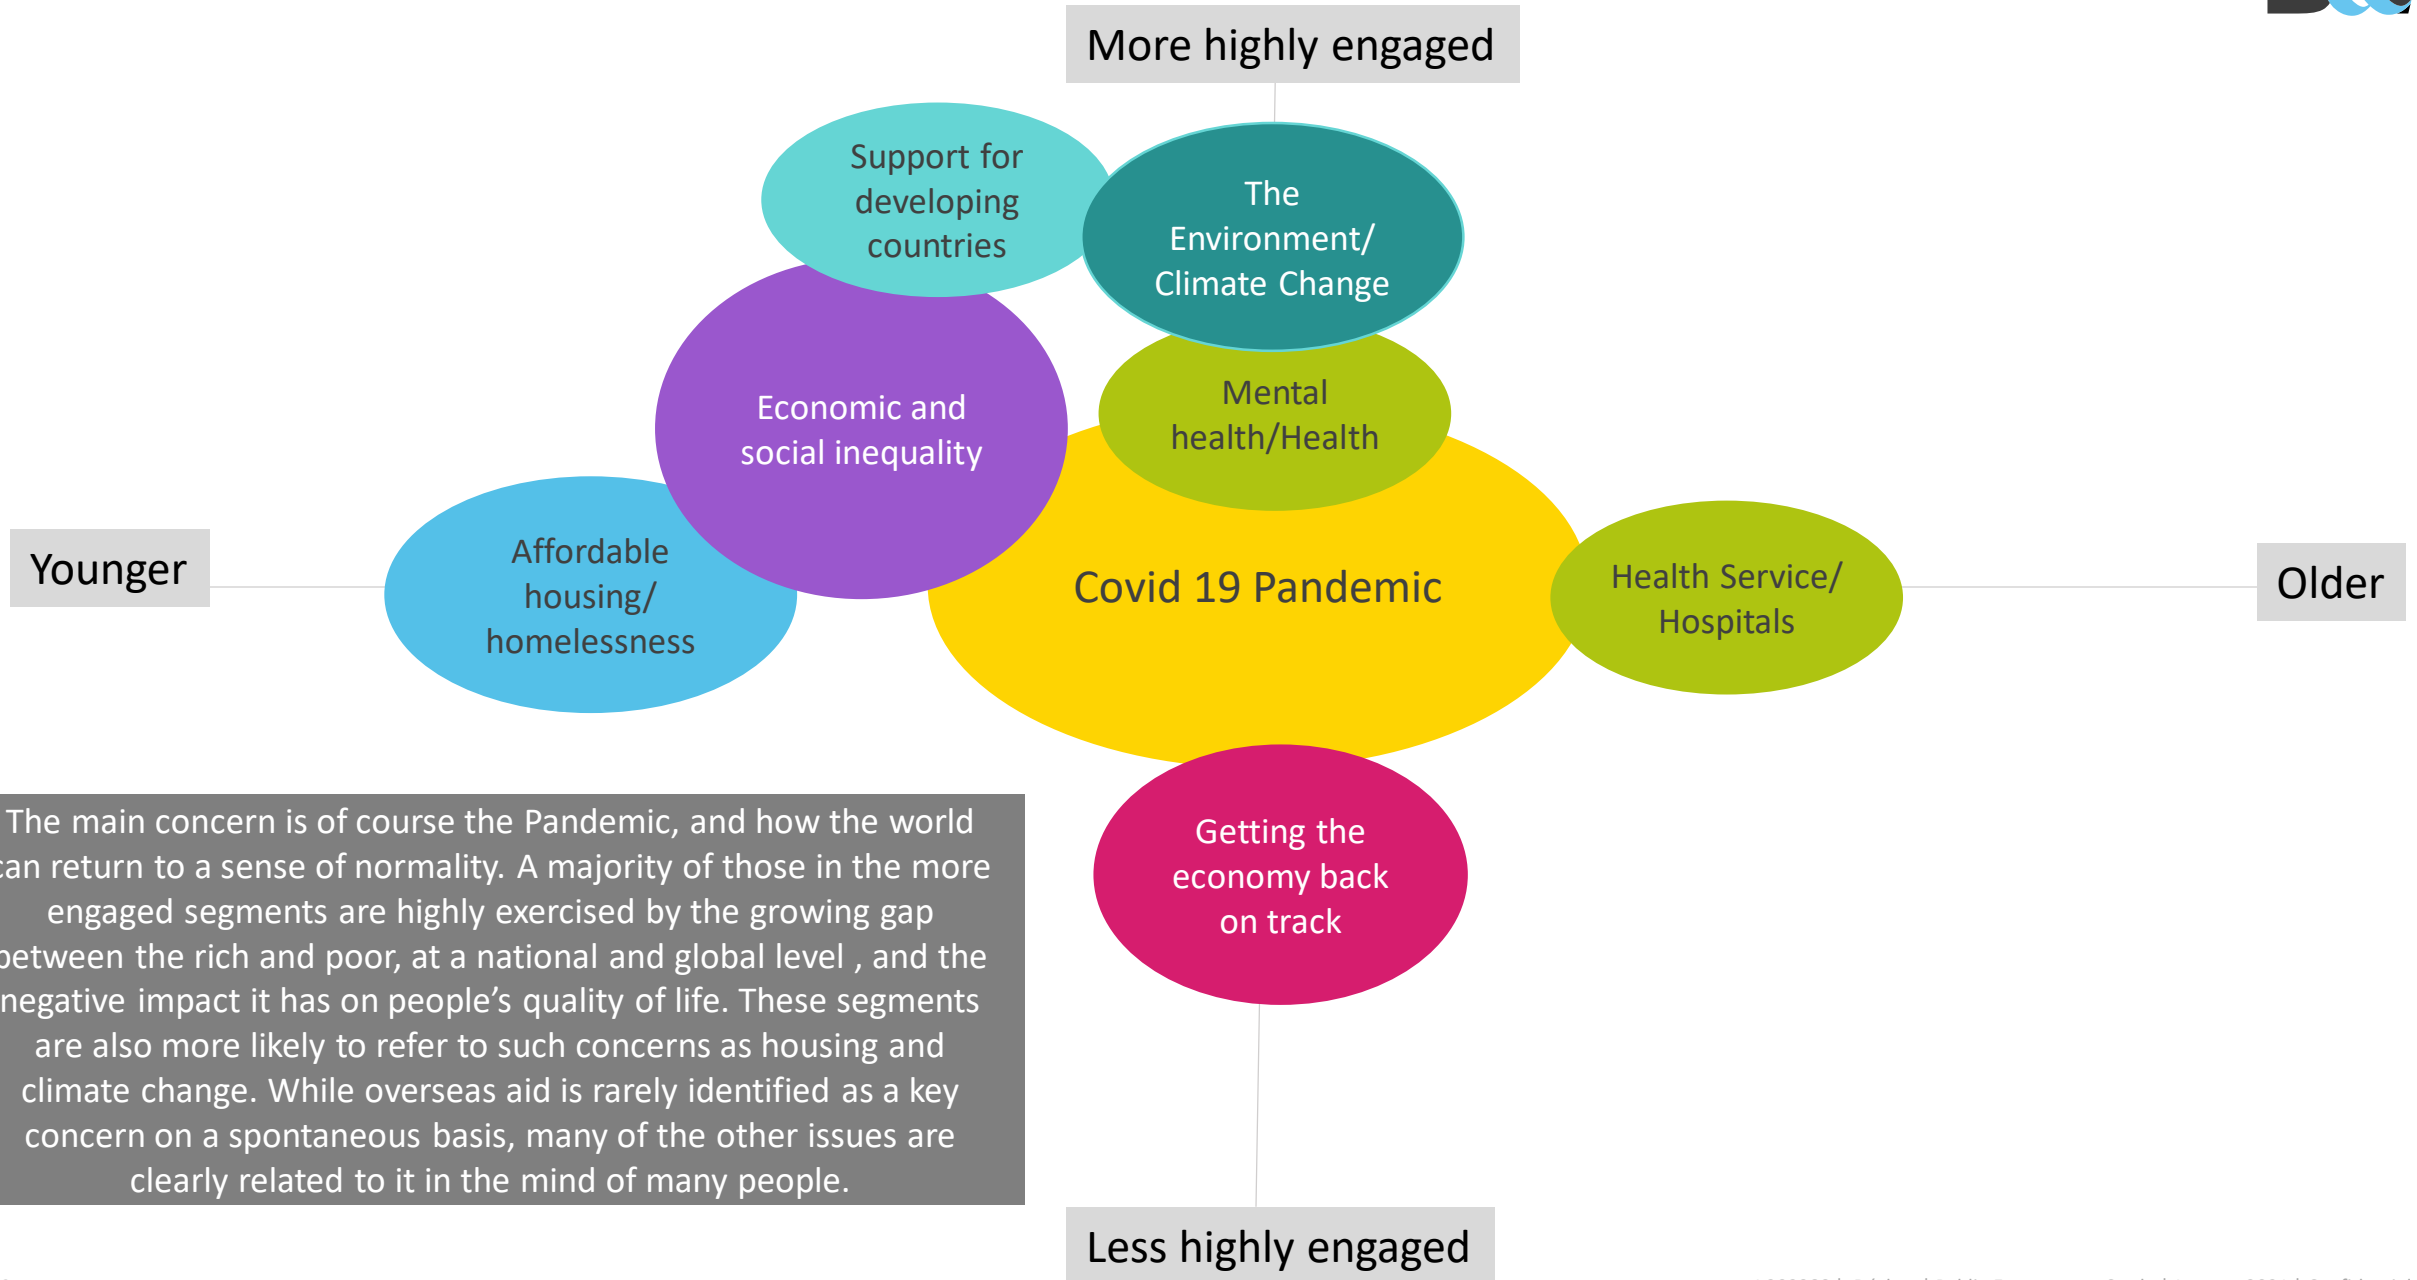 More highly engaged
Support for
developing
countries
The
Environment/
Climate Change
Economic and
social inequality
Mental
health/Health
Younger
Affordable
housing/
homelessness
Covid 19 Pandemic
Health Service/
Hospitals
Older
The main concern is of course the Pandemic, and how the world
can return to a sense of normality. A majority of those in the more
engaged segments are highly exercised by the growing gap
between the rich and poor, at a national and global level , and the
negative impact it has on people’s quality of life. These segments
are also more likely to refer to such concerns as housing and
climate change. While overseas aid is rarely identified as a key
concern on a spontaneous basis, many of the other issues are
clearly related to it in the mind of many people.
Getting the
economy back
on track
Less highly engaged